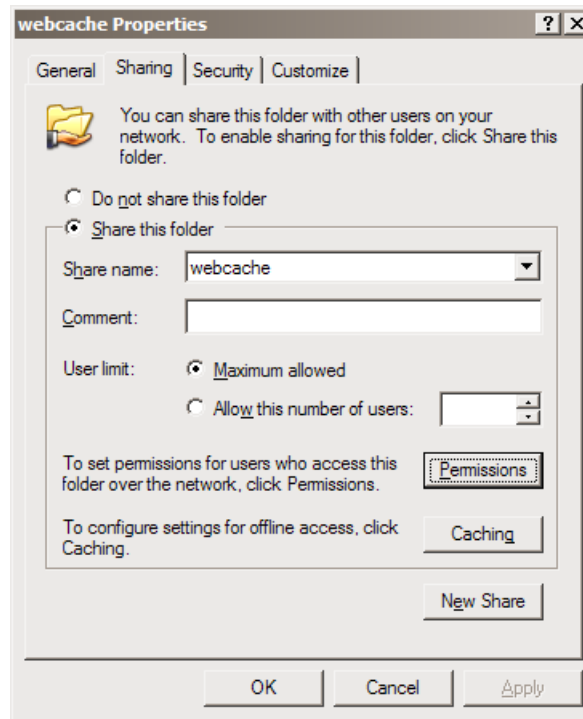 webcache Properties
General Sharing Security Customize
You can share this folder with other users on your
network. To enable sharing for this folder, click Share this
folder.
Do not share this folder
Share this folder
Share name: webcache
Comment:
User limit: Maximum allowed
Allow this number of users:
To set permissions for users who access this
folder over the network, click Permissions.
Permissions
To configure settings for offline access, click
Caching.
Caching
New Share
OK Cancel Apply